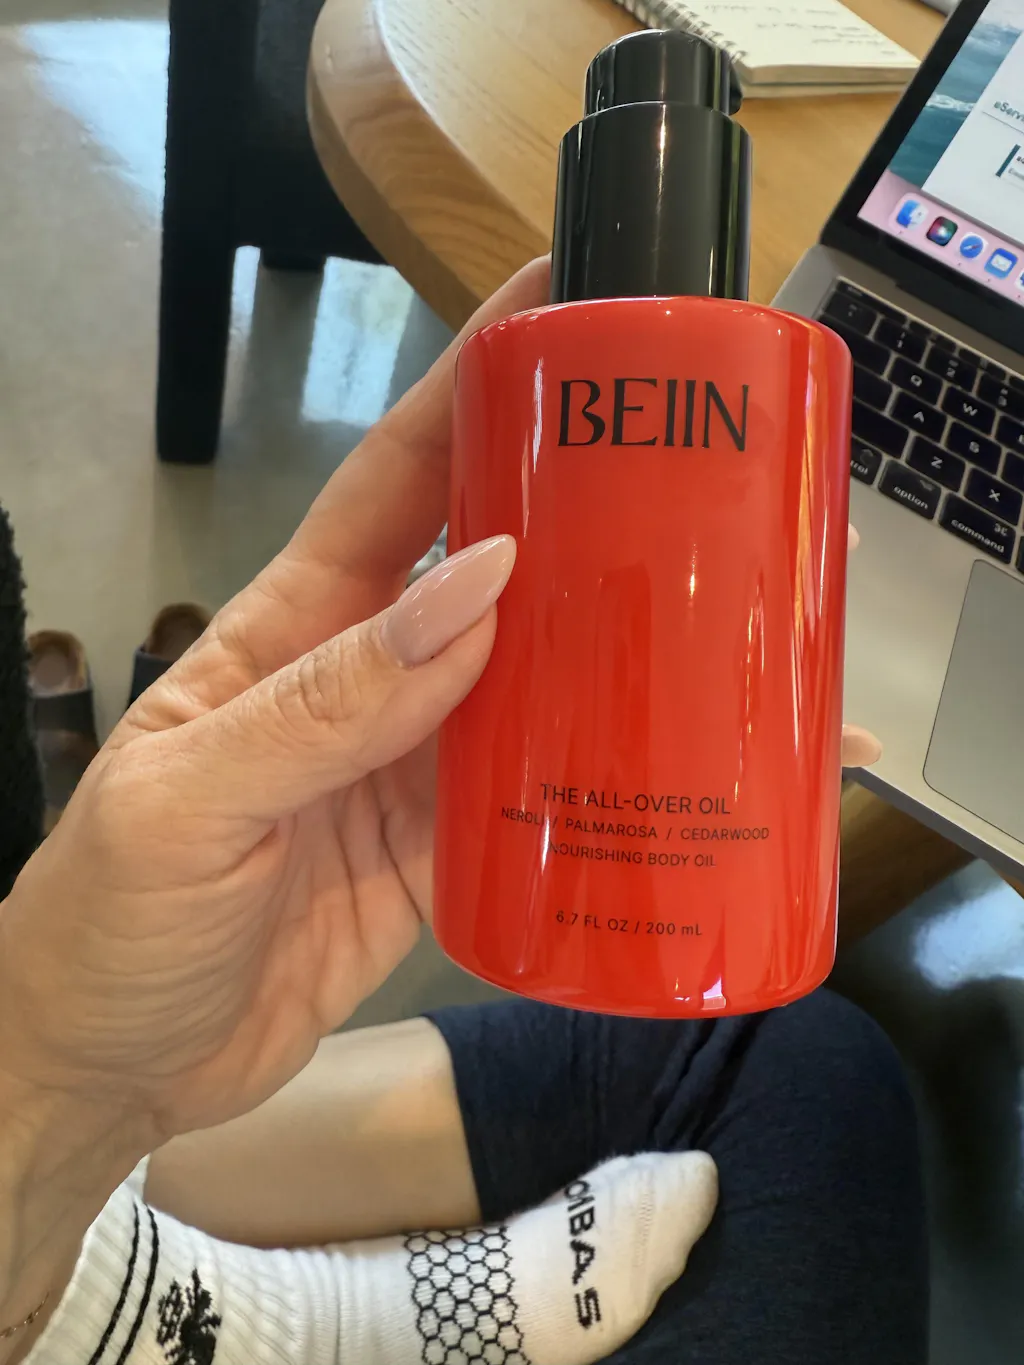 BEIIN
THE ALL-OVER OIL
NEROLI / PALMAROSA / CEDARWOOD
NOURISHING BODY OIL
6.7 FL OZ / 200 mL
Q
W
A
S
Z
X
option
command
OMBAS